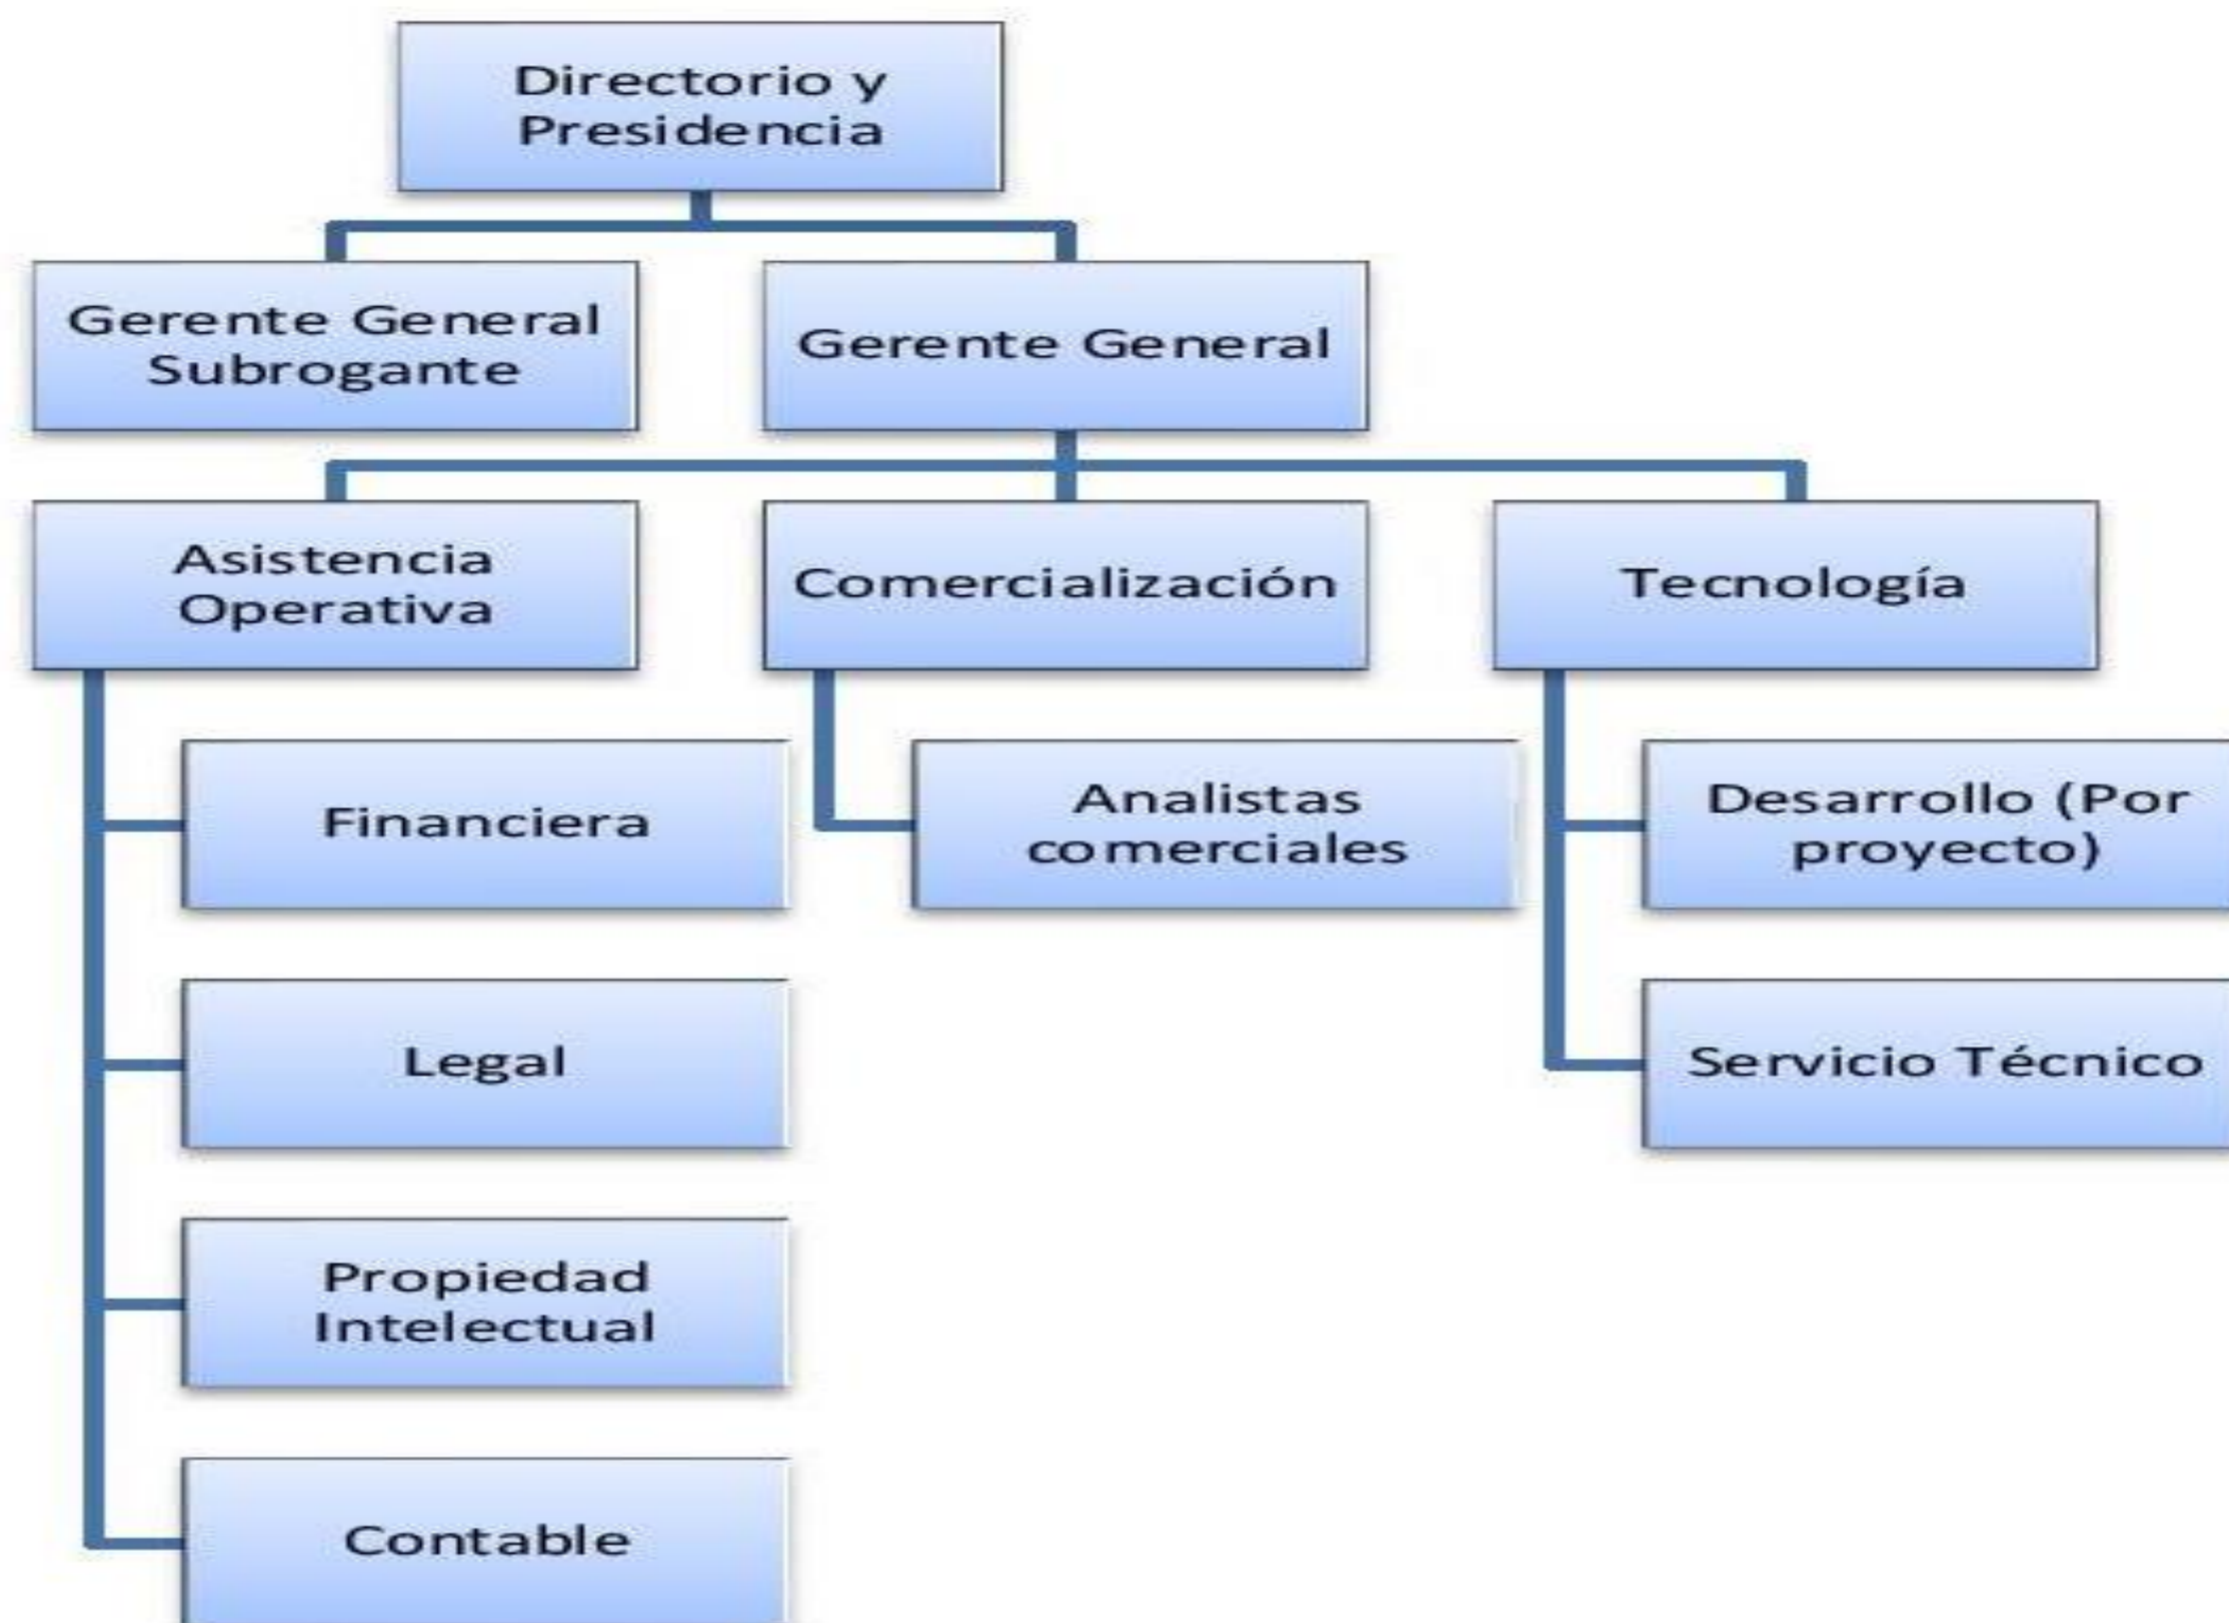 Directorio y
Presidencia
Gerente General
Subrogante
Gerente General
Asistencia
Operativa
Comercialización
Tecnología
Financiera
Analistas
comerciales
Desarrollo (Por
proyecto)
Legal
Servicio Técnico
Propiedad
Intelectual
Contable